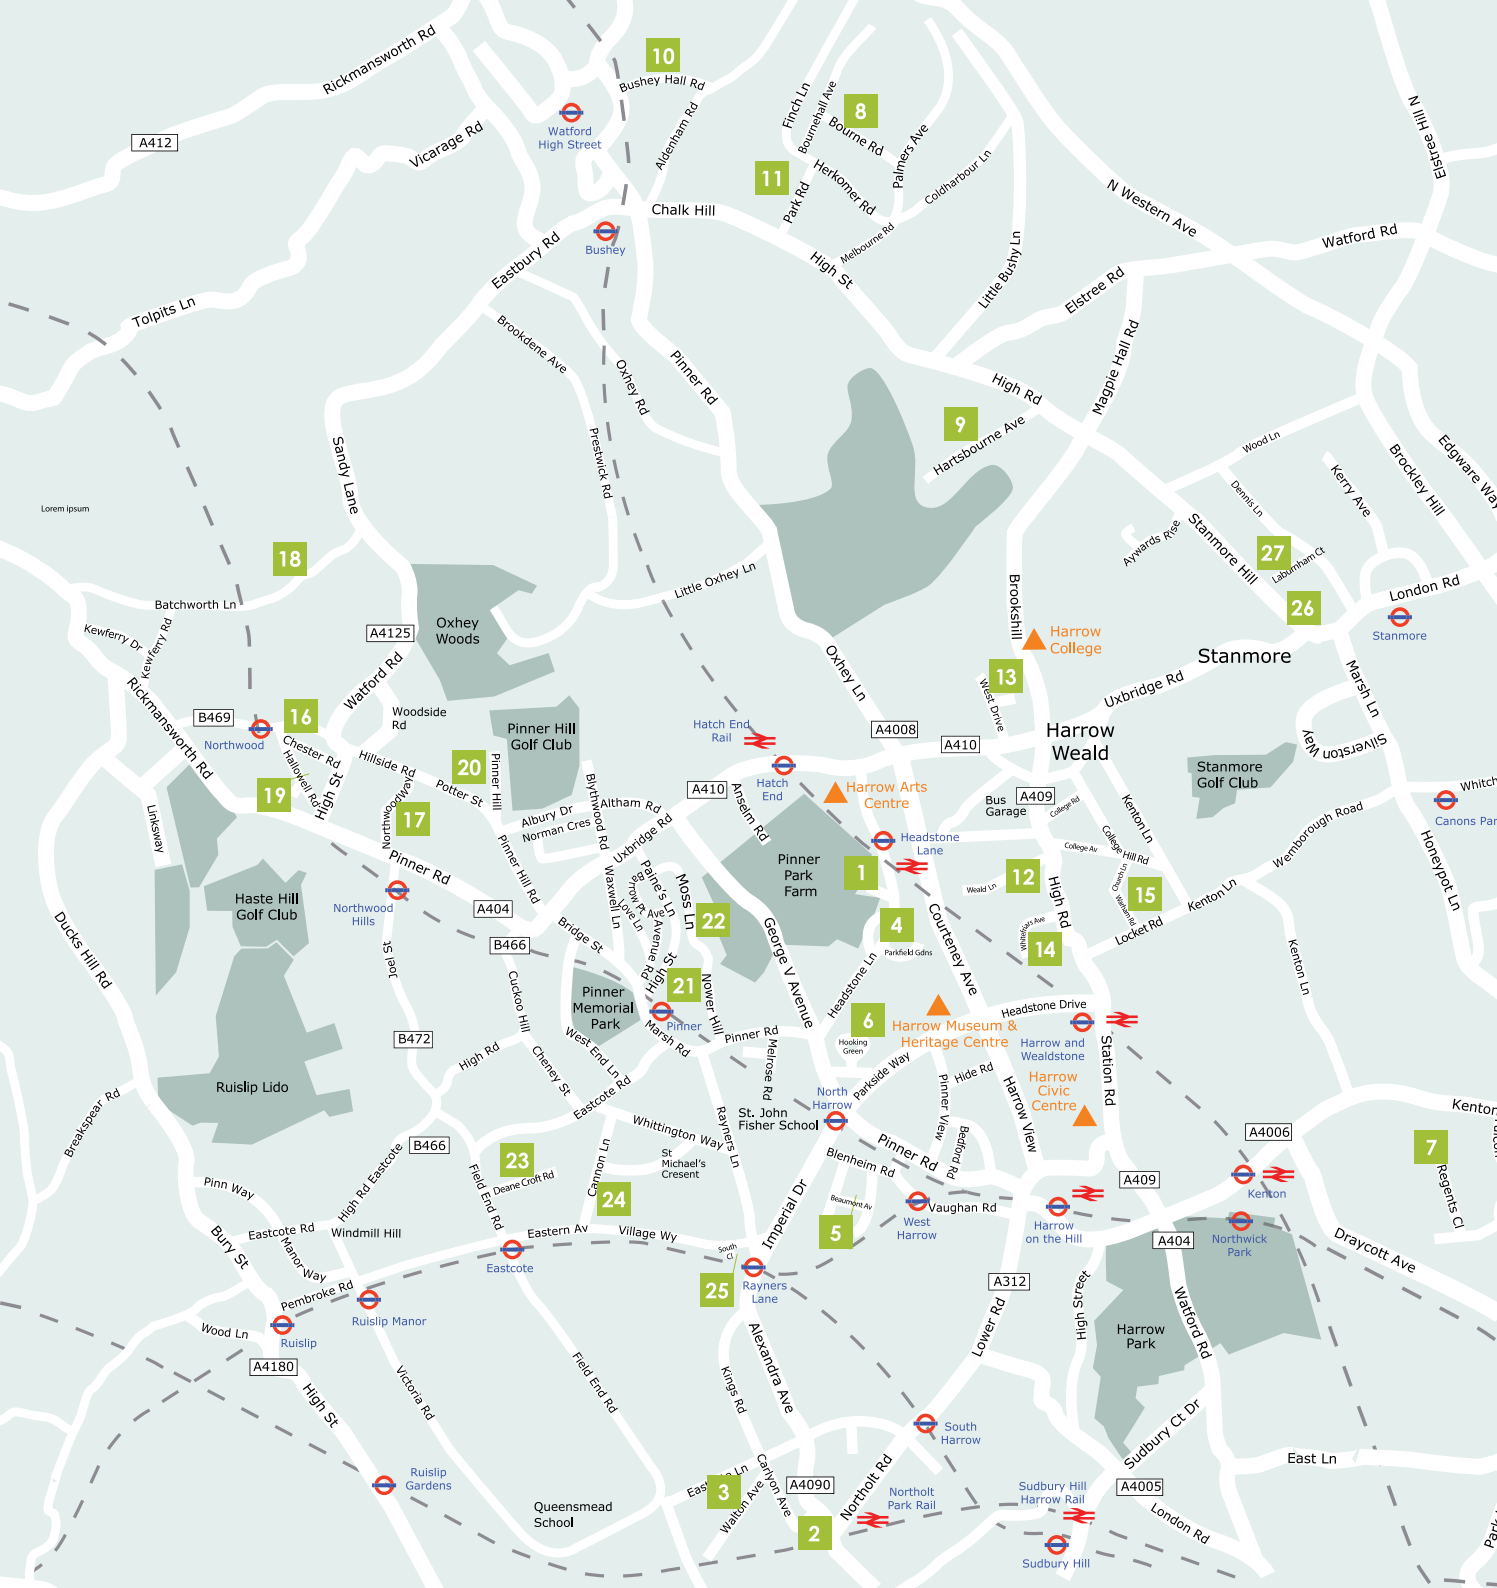 Rickmansworth Rd
A412
Vicarage Rd
Tolpits Ln
Watford
High Street
10
Bushey Hall Rd
Aldenham Rd
Finch Ln
Bournehall Ave
8
Bourne Rd
Palmers Ave
11
Park Rd
Herkomer Rd
Coldharbour Ln
Melbourne Rd
Chalk Hill
Bushey
Eastbury Rd
High St
Little Bushy Ln
N Western Ave
Elstree Hill N
Watford Rd
Elstree Rd
Magpie Hall Rd
Brookdene Ave
Oxhey Rd
Pinner Rd
Prestwick Rd
Sandy Lane
High Rd
9
Hartsbourne Ave
Wood Ln
Dennis Ln
Kerry Ave
Brockley Hill
Edgware Way
Aywards Rise
Stanmore Hill
27
Laburnham Ct
26
London Rd
Stanmore
Lorem ipsum
18
Batchworth Ln
Kewferry Dr
Kewferry Rd
A4125
Oxhey
Woods
Little Oxhey Ln
Brookshill
Harrow
College
13
West Drive
Stanmore
Uxbridge Rd
Marsh Ln
Silverston
Way
Rickmansworth Rd
Watford Rd
Woodside
Rd
B469
16
Northwood
Chester Rd
Hallowell Rd
High St
19
Hillside Rd
Northwoodway
17
20
Potter St
Pinner Hill
Pinner Hill
Golf Club
Oxhey Ln
Hatch End
Rail
Hatch
End
A4008
A410
Harrow
Weald
Stanmore
Golf Club
Harrow Arts
Centre
A410
Anselm Rd
Bus
Garage
A409
College Rd
Kenton Ln
College Hill Rd
College Av
Whitch
Canons Par
Wemborough Road
Honeypot Ln
Linksway
Blythwood Rd
Altham Rd
Albury Dr
Norman Cres
Uxbridge Rd
Pinner Hill Rd
Pinner Rd
Northwood
Hills
Haste Hill
Golf Club
Headstone
Lane
Pinner
Park
Farm
1
12
Weald Ln
Church Ln
15
High Rd
Locket Rd
Kenton Ln
Kenton Ln
Waxwell Ln
Paine's Ln
Moss Ln
Love Ln
Ave
Avenue Rd
High St
22
A404
B466
Bridge St
21
Nower Hill
George V Avenue
4
Parkfield Gdns
Courteney Ave
14
Ducks Hill Rd
Joel St
B472
Cuckoo Hill
Pinner
Memorial
Park
Pinner
Marsh Rd
West End Ln
Pinner Rd
Melrose Rd
Headstone Ln
6
Hooking
Green
Harrow Museum &
Heritage Centre
Headstone Drive
Harrow and
Wealdstone
Harrow
Civic
Centre
Station Rd
Ruislip Lido
High Rd
Cheney St
Eastcote Rd
Whittington Way
Rayners Ln
St. John
Fisher School
North
Harrow
Parkside Way
Pinner View
Hide Rd
Harrow View
Bedford Rd
Breakspear Rd
B466
High Rd Eastcote
Field End Rd
23
Deane Croft Rd
Cannon Ln
24
St
Michael's
Cresent
Blenheim Rd
Pinner Rd
A4006
Kenton
7
Regents Cl
Kenton
A409
Pinn Way
Eastcote Rd
Windmill Hill
Manor Way
Pembroke Rd
Bury St
Eastern Av
Village Wy
Eastcote
Imperial Dr
South
Cl
25
Rayners
Lane
Beaumont Av
5
West
Harrow
Vaughan Rd
Harrow
on the Hill
A404
Northwick
Park
Draycott Ave
Wood Ln
Ruislip
Ruislip Manor
A4180
High St
Victoria Rd
Field End Rd
Kings Rd
Alexandra Ave
A312
Lower Rd
High Street
Harrow
Park
Watford Rd
Ruislip
Gardens
Queensmead
School
3
Walton Ave
Carlyon Ave
A4090
2
Northolt Rd
Northolt
Park Rail
South
Harrow
Sudbury Hill
Harrow Rail
Sudbury Hill
Sudbury Ct Dr
A4005
London Rd
East Ln
Park